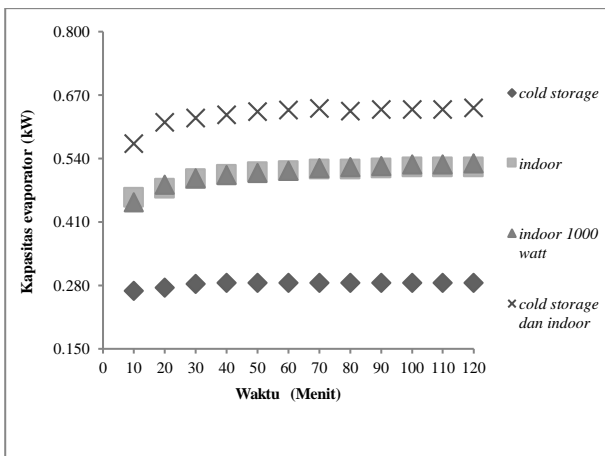 0.800
0.670
0.540
0.410
0.280
0.150
Kapasitas evaporator (kW)
0 10 20 30 40 50 60 70 80 90 100 110 120
Waktu (Menit)
cold storage
indoor
indoor 1000
watt
cold storage
dan indoor